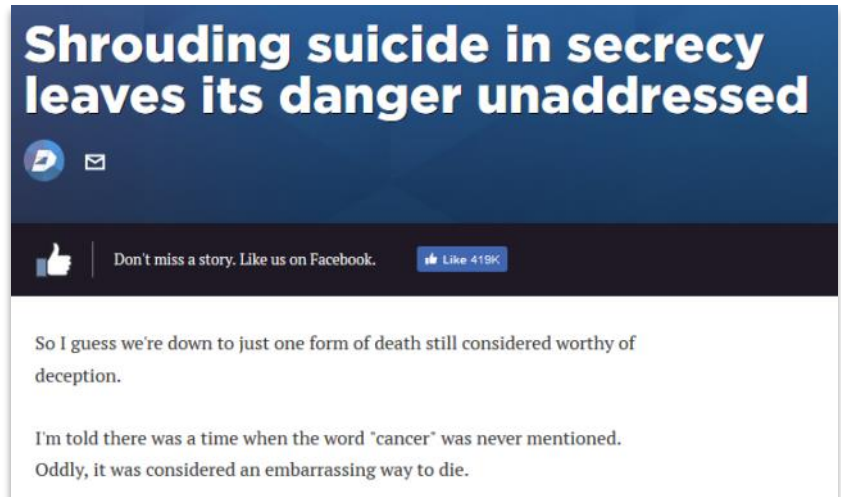 Shrouding suicide in secrecy
leaves its danger unaddressed
Don't miss a story. Like us on Facebook.
Like 419K
So I guess we're down to just one form of death still considered worthy of
deception.
I'm told there was a time when the word "cancer" was never mentioned.
Oddly, it was considered an embarrassing way to die.